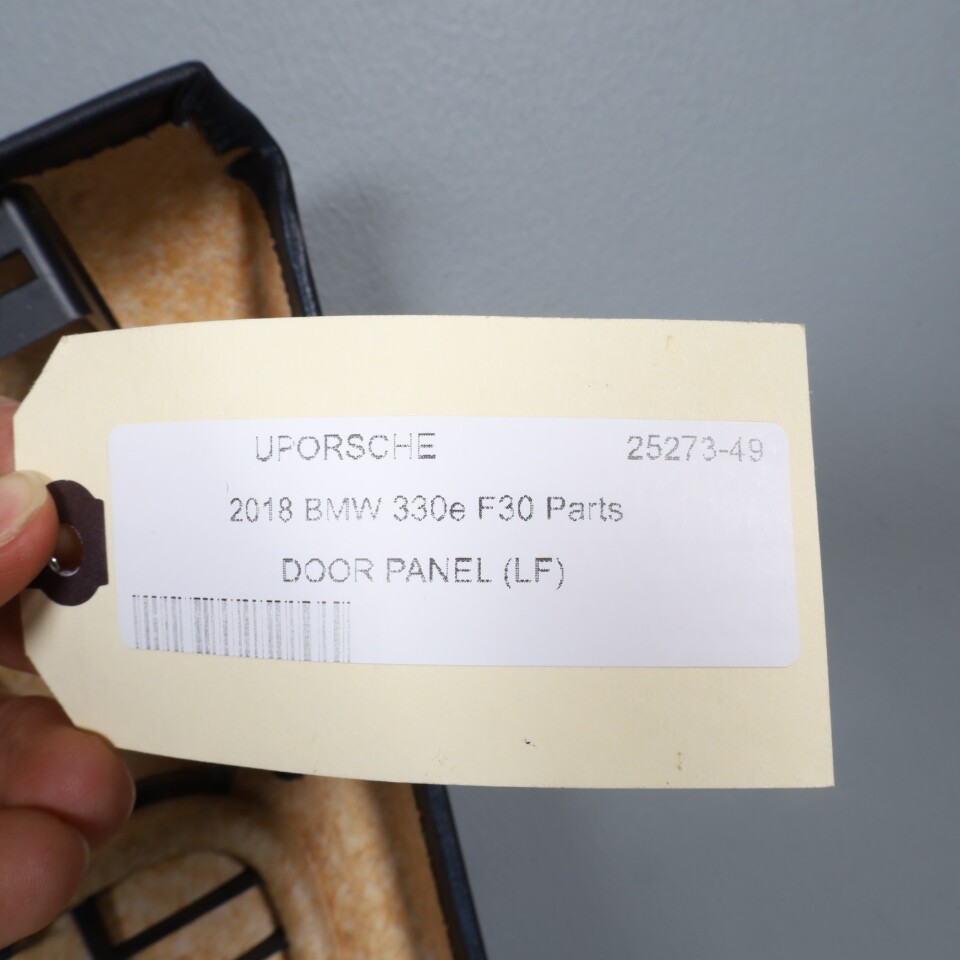 UPORSCHE 25273-49
2018 BMW 330e F30 Parts
DOOR PANEL (LF)